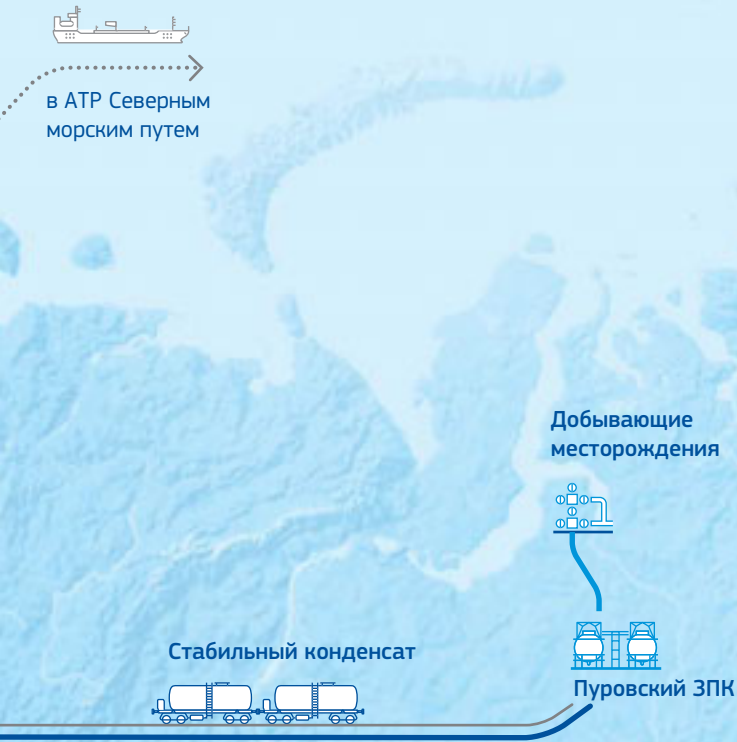 в АТР Северным
морским путем
Добывающие
месторождения
Стабильный конденсат
Пуровский ЗПК